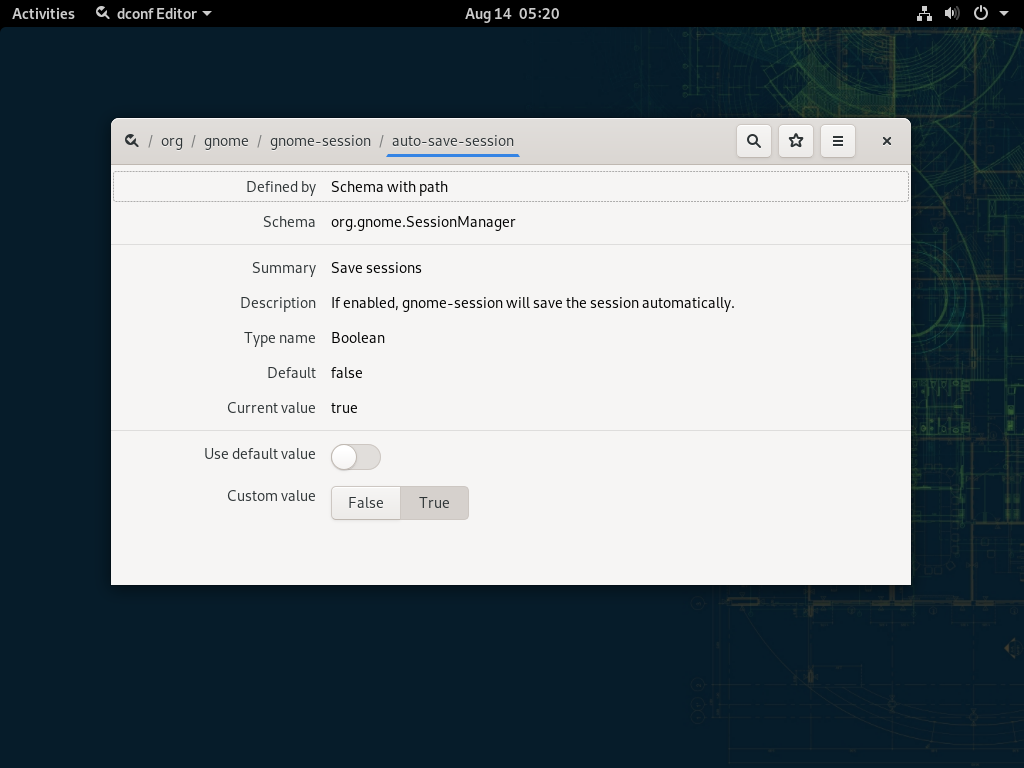 Activities dconf Editor Aug 14 05:20
/ org / gnome / gnome-session / auto-save-session
Defined by Schema with path
Schema org.gnome.SessionManager
Summary Save sessions
Description If enabled, gnome-session will save the session automatically.
Type name Boolean
Default false
Current value true
Use default value
Custom value False True